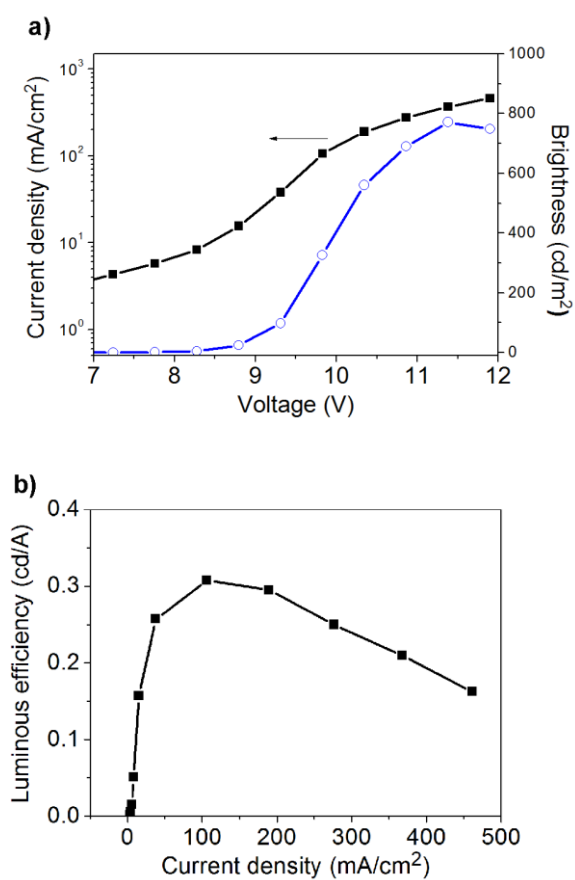 a)
Current density (mA/cm²)
10³
10²
10¹
10⁰
Brightness (cd/m²)
1000
800
600
400
200
0
7 8 9 10 11 12
Voltage (V)
b)
Luminous efficiency (cd/A)
0.4
0.3
0.2
0.1
0.0
0 100 200 300 400 500
Current density (mA/cm²)